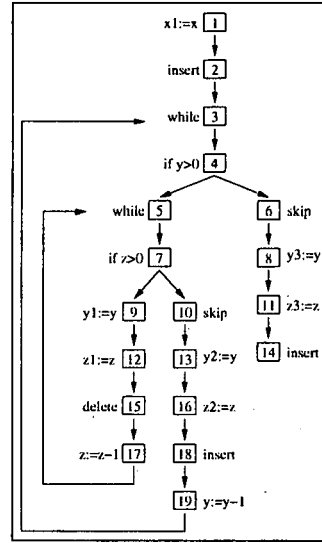 x1:=x 1
insert 2
while 3
if y>0 4
while 5 6 skip
if z>0 7 8 y3:=y
y1:=y 9 10 skip 11 z3:=z
z1:=z 12 13 y2:=y 14 insert
delete 15 16 z2:=z
z:=z-1 17 18 insert
19 y:=y-1